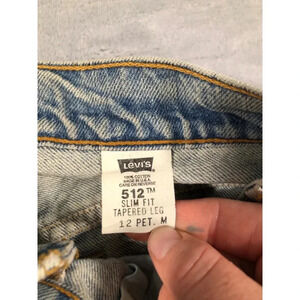 LEVI'S
100% COTTON
MADE IN U.S.A.
CARE ON REVERSE
512™
SLIM FIT
TAPERED LEG
12 PET. M